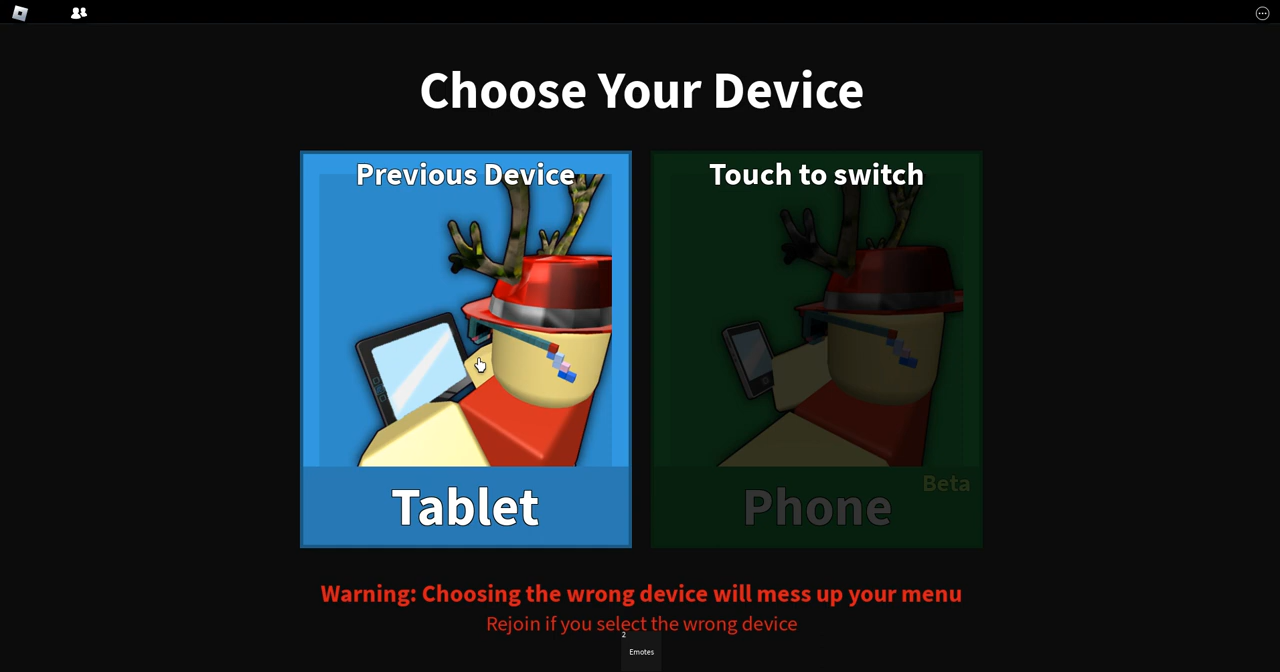 Choose Your Device
Previous Device
Touch to switch
Tablet
Beta
Phone
Warning: Choosing the wrong device will mess up your menu
Rejoin if you select the wrong device
2
Emotes